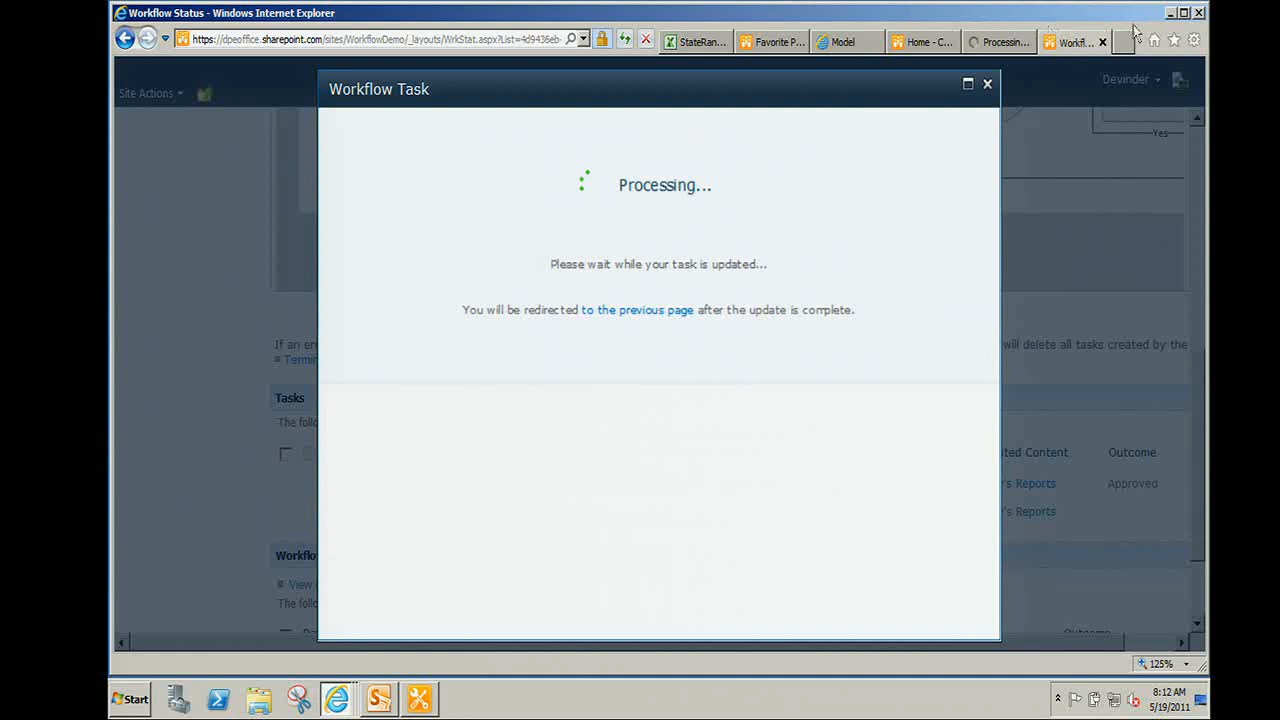 Workflow Status - Windows Internet Explorer
https://dpeoffice.sharepoint.com/sites/WorkflowDemo/_layouts/WrkStat.aspx?List=4d9436eb-
StateRan...
Favorite P...
Model
Home - C...
Processin...
Workfl...
Site Actions
Workflow Task
Devinder
Yes
Processing...
Please wait while your task is updated...
You will be redirected to the previous page after the update is complete.
If an er
will delete all tasks created by the
Termin
Tasks
The follo
ted Content
Outcome
's Reports
Approved
's Reports
Workflo
View
The follo
Da
Outcome
125%
Start
8:12 AM
5/19/2011